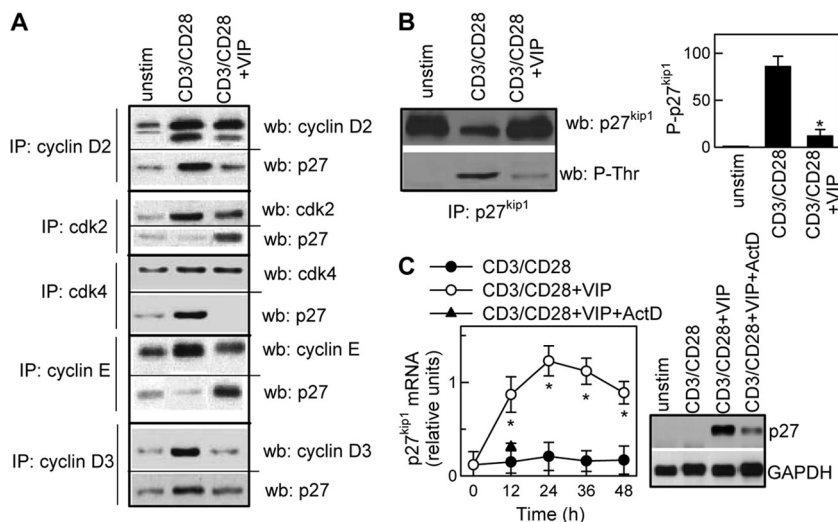 A
unstim
CD3/CD28
CD3/CD28
+VIP
IP: cyclin D2
wb: cyclin D2
wb: p27
IP: cdk2
wb: cdk2
wb: p27
IP: cdk4
wb: cdk4
wb: p27
IP: cyclin E
wb: cyclin E
wb: p27
IP: cyclin D3
wb: cyclin D3
wb: p27
B
unstim
CD3/CD28
CD3/CD28
+VIP
wb: p27kip1
wb: P-Thr
IP: p27kip1
P-p27kip1
100
50
0
*
unstim
CD3/CD28
CD3/CD28
+VIP
C
CD3/CD28
CD3/CD28+VIP
CD3/CD28+VIP+ActD
p27kip1 mRNA
(relative units)
1
0
* * * *
0 12 24 36 48
Time (h)
unstim
CD3/CD28
CD3/CD28+VIP
CD3/CD28+VIP+ActD
p27
GAPDH